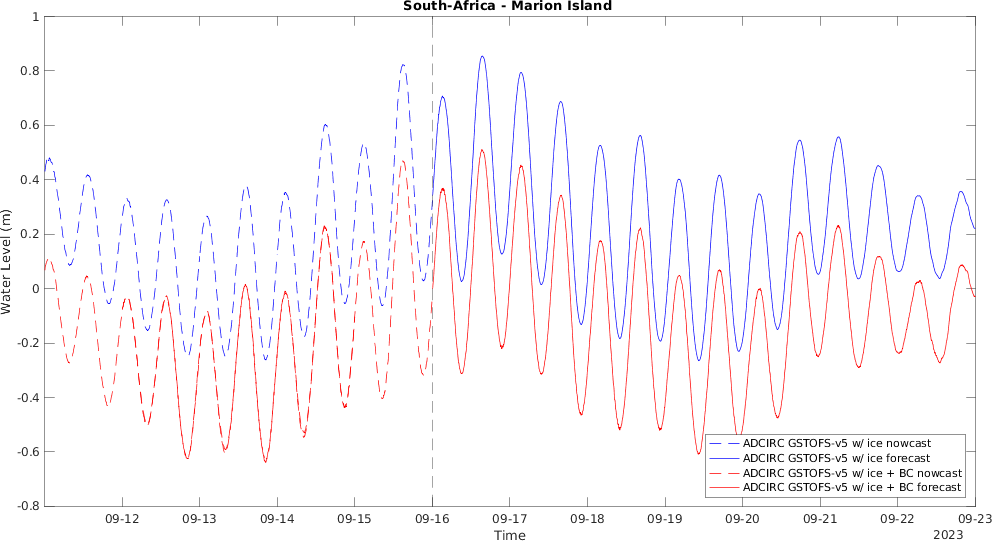 South-Africa - Marion Island
1
0.8
0.6
0.4
0.2
0
-0.2
-0.4
-0.6
-0.8
Water Level (m)
ADCIRC GSTOFS-v5 w/ ice nowcast
ADCIRC GSTOFS-v5 w/ ice forecast
ADCIRC GSTOFS-v5 w/ ice + BC nowcast
ADCIRC GSTOFS-v5 w/ ice + BC forecast
09-12 09-13 09-14 09-15 09-16 09-17 09-18 09-19 09-20 09-21 09-22 09-23
Time
2023